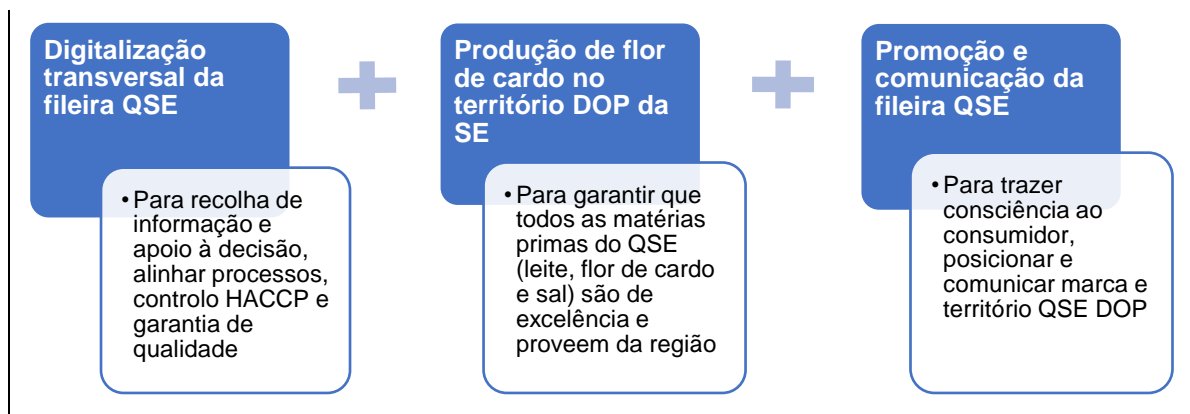 Digitalização
transversal da
fileira QSE
• Para recolha de
informação e
apoio à decisão,
alinhar processos,
controlo HACCP e
garantia de
qualidade
Produção de flor
de cardo no
território DOP da
SE
• Para garantir que
todos as matérias
primas do QSE
(leite, flor de cardo
e sal) são de
excelência e
proveem da região
Promoção e
comunicação da
fileira QSE
• Para trazer
consciência ao
consumidor,
posicionar e
comunicar marca e
território QSE DOP